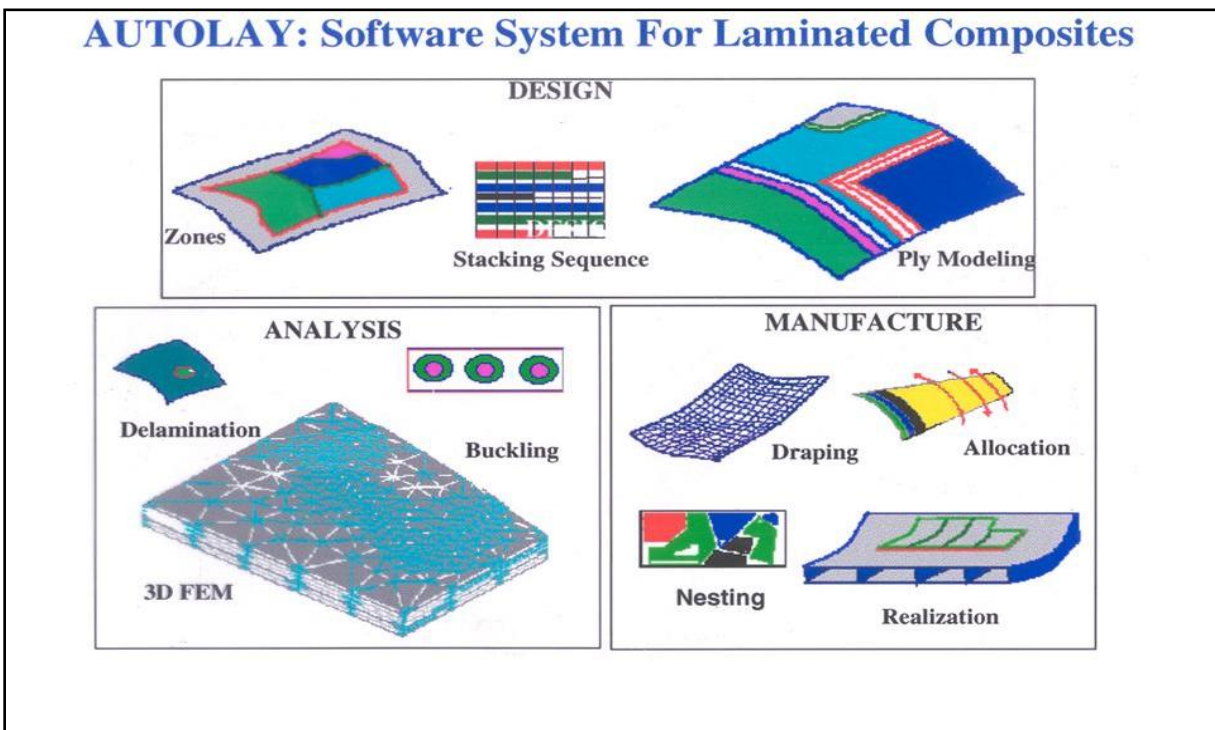 AUTOLAY: Software System For Laminated Composites
DESIGN
Zones
Stacking Sequence
Ply Modeling
ANALYSIS
Delamination
Buckling
3D FEM
MANUFACTURE
Draping
Allocation
Nesting
Realization